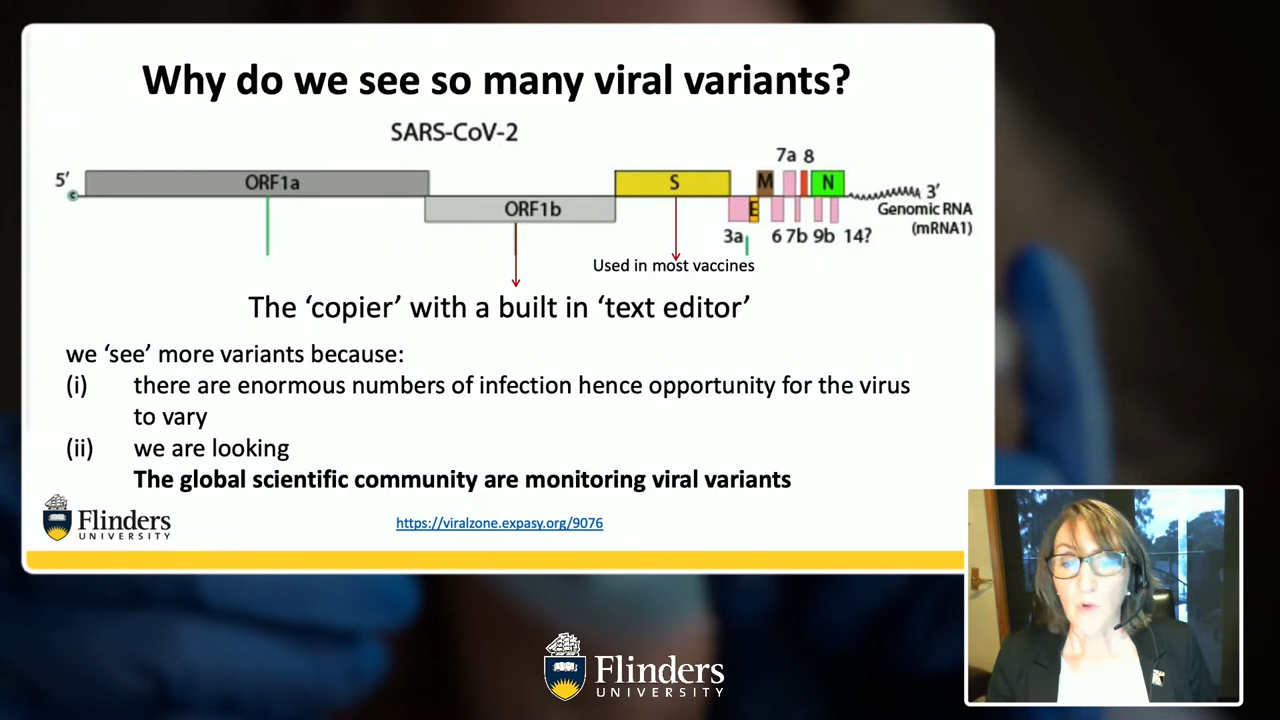 Why do we see so many viral variants?
SARS-CoV-2
7a 8
5’ ORF1a S M N 3’
ORF1b E Genomic RNA
(mRNA1)
3a 6 7b 9b 14?
Used in most vaccines
The ‘copier’ with a built in ‘text editor’
we ‘see’ more variants because:
(i) there are enormous numbers of infection hence opportunity for the virus
to vary
(ii) we are looking
The global scientific community are monitoring viral variants
Flinders
UNIVERSITY
https://viralzone.expasy.org/9076
Flinders
UNIVERSITY